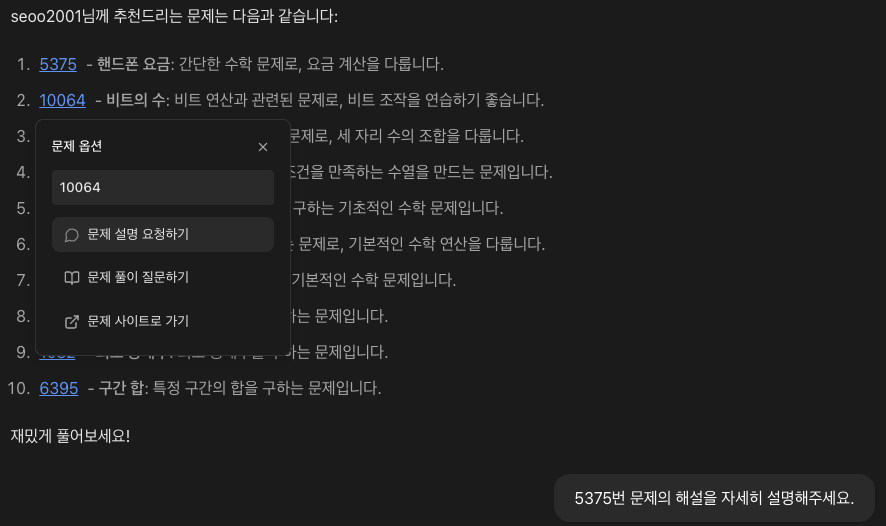 seoo2001님께 추천드리는 문제는 다음과 같습니다:
1. 5375 - 핸드폰 요금: 간단한 수학 문제로, 요금 계산을 다룹니다.
2. 10064 - 비트의 수: 비트 연산과 관련된 문제로, 비트 조작을 연습하기 좋습니다.
3. 문제로, 세 자리 수의 조합을 다룹니다.
문제 옵션
4. 조건을 만족하는 수열을 만드는 문제입니다.
10064
5. 구하는 기초적인 수학 문제입니다.
문제 설명 요청하기
6. 는 문제로, 기본적인 수학 연산을 다룹니다.
7. 기본적인 수학 문제입니다.
문제 풀이 질문하기
8. 하는 문제입니다.
문제 사이트로 가기
9. 하는 문제입니다.
10. 6395 - 구간 합: 특정 구간의 합을 구하는 문제입니다.
재밌게 풀어보세요!
5375번 문제의 해설을 자세히 설명해주세요.